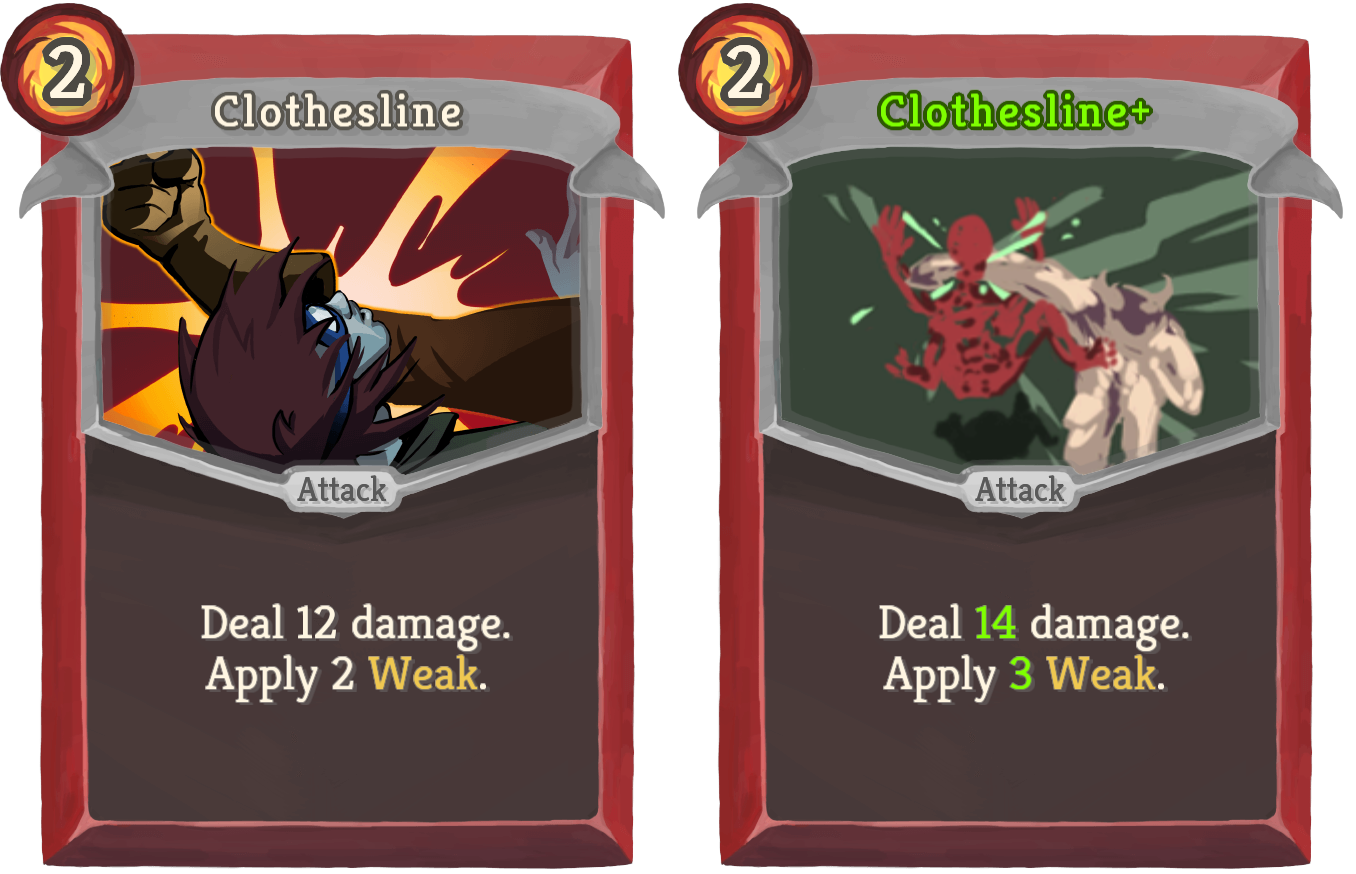 2
Clothesline
Attack
Deal 12 damage.
Apply 2 Weak.
2
Clothesline+
Attack
Deal 14 damage.
Apply 3 Weak.